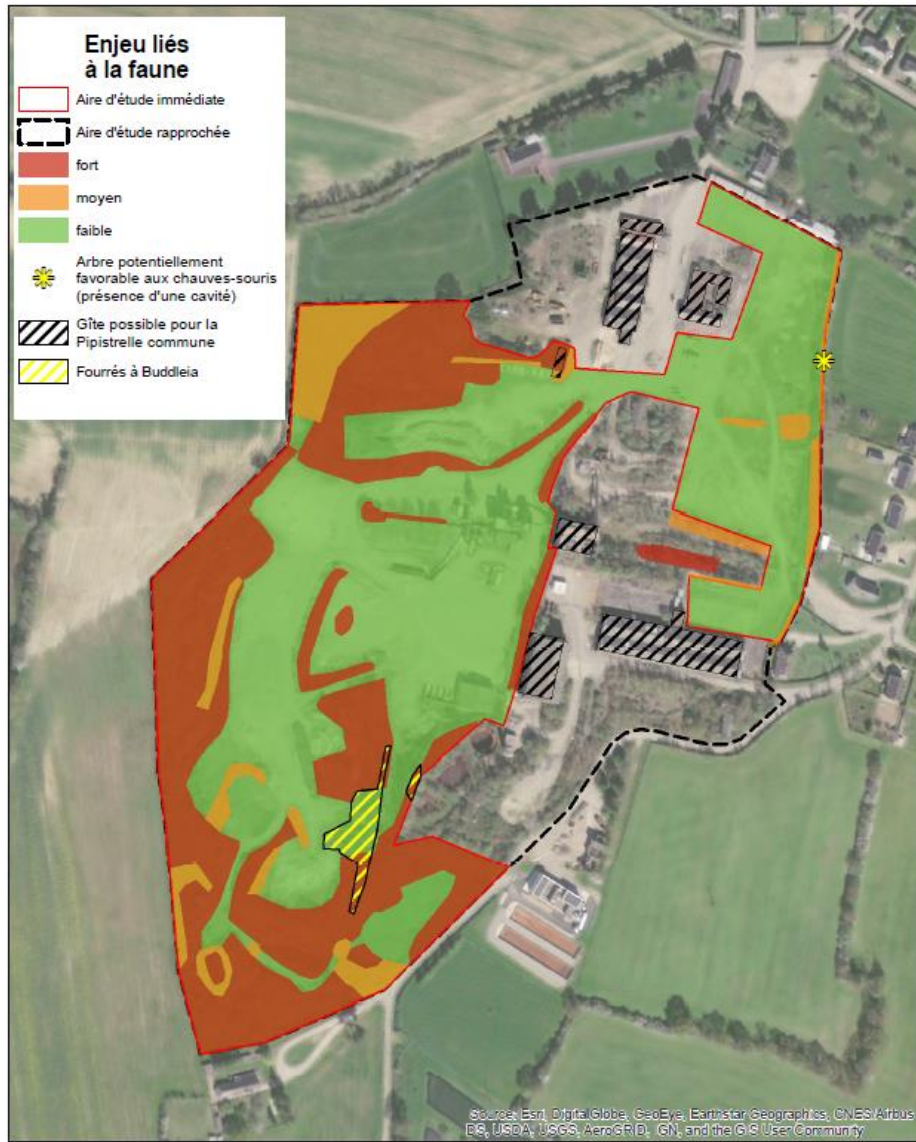 Enjeu liés
à la faune
Aire d'étude immédiate
Aire d'étude rapprochée
fort
moyen
faible
Arbre potentiellement
favorable aux chauves-souris
(présence d'une cavité)
Gîte possible pour la
Pipistrelle commune
Fourrés à Buddleia
Source: Esri, DigitalGlobe, GeoEye, Earthstar Geographics, CNES/Airbus
DS, USDA, USGS, AeroGRID, IGN, and the GIS User Community